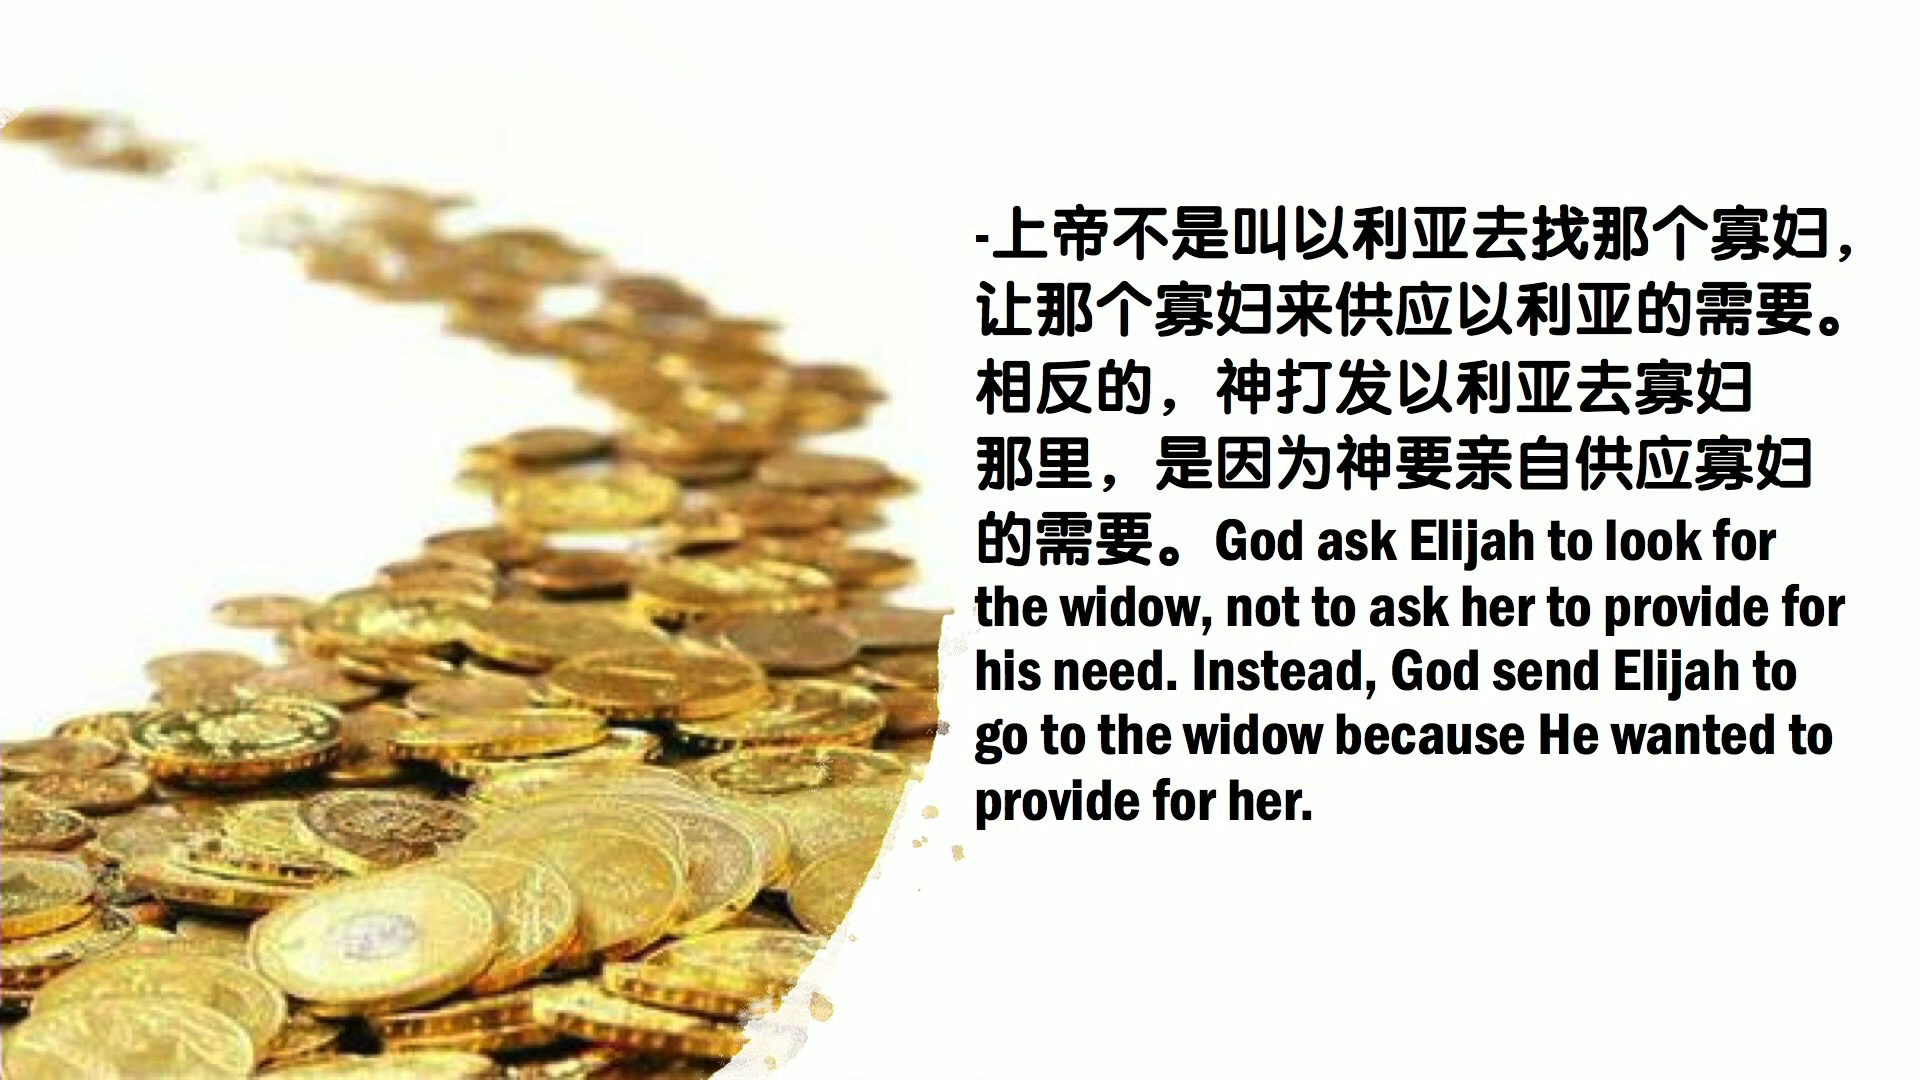 -上帝不是叫以利亚去找那个寡妇，
让那个寡妇来供应以利亚的需要。
相反的，神打发以利亚去寡妇
那里，是因为神要亲自供应寡妇
的需要。God ask Elijah to look for
the widow, not to ask her to provide for
his need. Instead, God send Elijah to
go to the widow because He wanted to
provide for her.